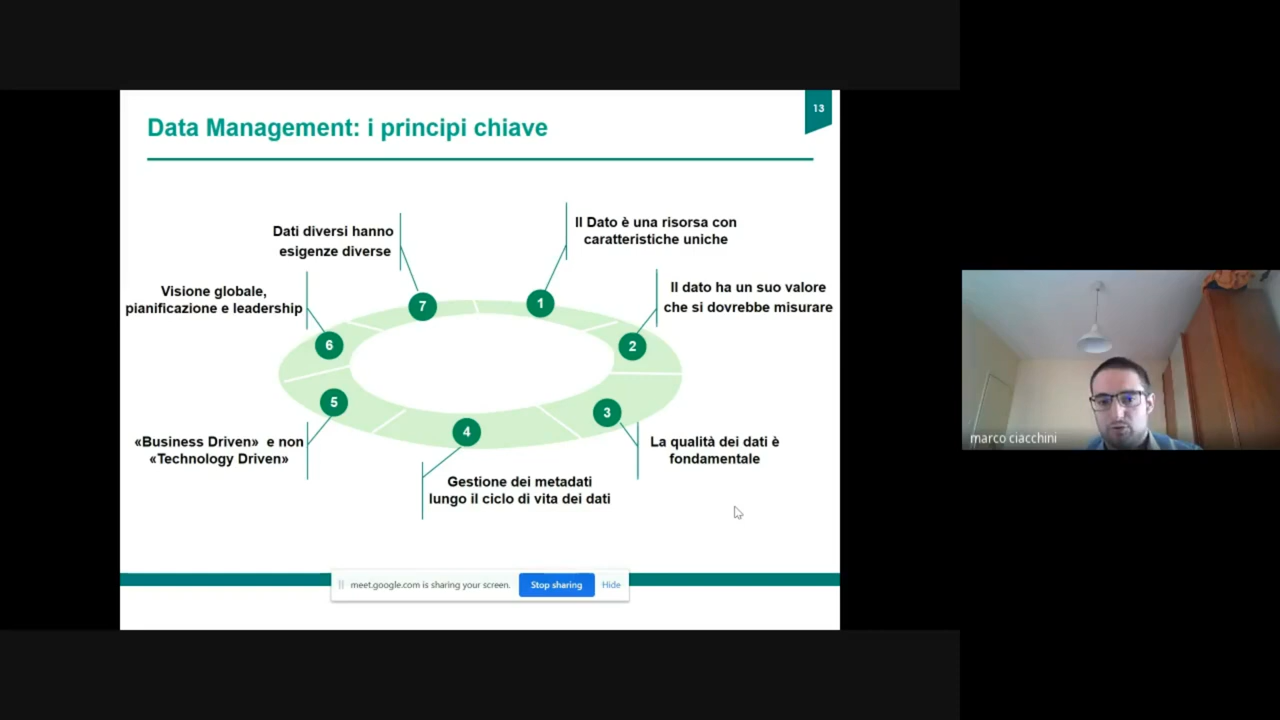 13
Data Management: i principi chiave
Dati diversi hanno
esigenze diverse
Il Dato è una risorsa con
caratteristiche uniche
Visione globale,
pianificazione e leadership
Il dato ha un suo valore
che si dovrebbe misurare
7
1
6
2
5
3
4
«Business Driven» e non
«Technology Driven»
La qualità dei dati è
fondamentale
Gestione dei metadati
lungo il ciclo di vita dei dati
marco ciacchini
meet.google.com is sharing your screen.
Stop sharing
Hide